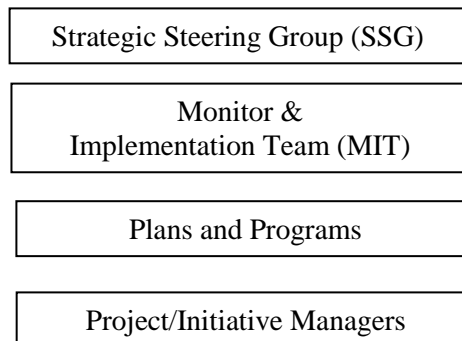 Strategic Steering Group (SSG)
Monitor &
Implementation Team (MIT)
Plans and Programs
Project/Initiative Managers